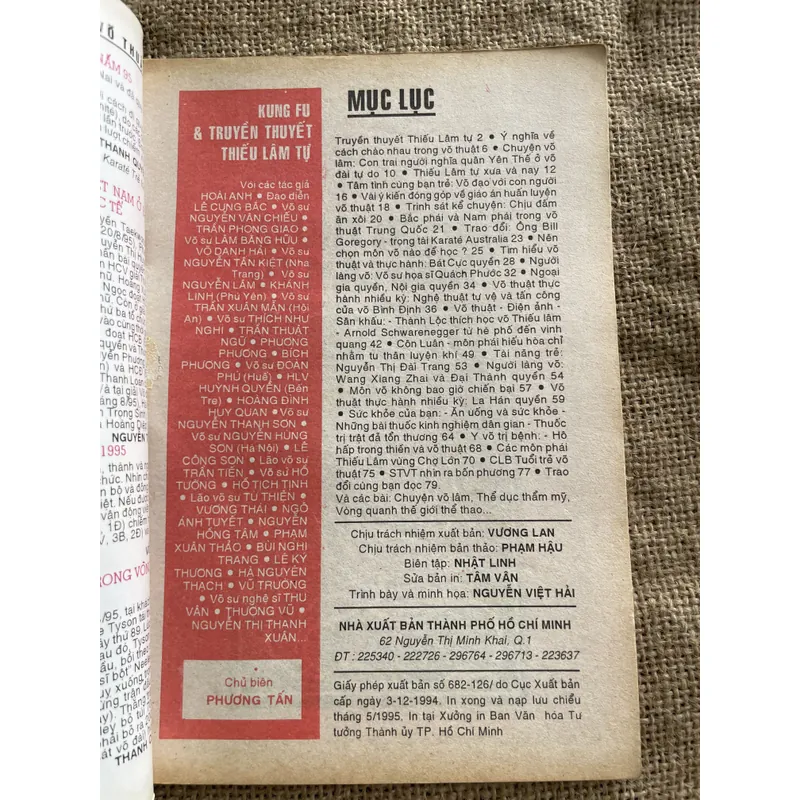 VÕ THU
NĂM 95
THANH QU
Karatê Trẻ
ỆT NAM Ở
C TẾ
20/8/95)
NGUYỄN T
1995
TRONG VÒN
THANH
KUNG FU
& TRUYỀN THUYẾT
THIẾU LÂM TỰ
Với các tác giả
HOÀI ANH • Đạo diễn
LÊ CUNG BẮC • Võ sư
NGUYỄN VĂN CHIẾU •
TRẦN PHONG GIAO •
Võ sư LÂM BẰNG HỮU •
VÕ DANH HẢI • Võ sư
NGUYỄN TẤN KIỆT (Nha
Trang) • Võ sư
NGUYỄN LÂM • KHÁNH
LINH (Phú Yên) • Võ sư
TRẦN XUÂN MẪN (Hội
An) • Võ sư THÍCH NHƯ
NGHI • TRẦN THUẬT
NGỮ • PHƯƠNG
PHƯƠNG • BÍCH
PHƯỢNG • Võ sư ĐOÀN
PHÚ (Huế) • HLV
HUỲNH QUYỀN (Bến
Tre) • HOÀNG ĐÌNH
HUY QUAN • Võ sư
NGUYỄN THANH SƠN •
Võ sư NGUYỄN HÙNG
SƠN (Hà Nội) • LÊ
CÔNG SƠN • Lão võ sư
TRẦN TIẾN • Võ sư HỒ
TƯỜNG • HỒ TỊCH TỊNH
• Lão võ sư TỪ THIỆN •
VƯƠNG THÁI • NGÔ
ÁNH TUYẾT • NGUYỄN
HỒNG TÂM • PHẠM
XUÂN THẢO • BÙI NGHI
TRANG • LÊ KỲ
THƯƠNG • HÀ NGUYÊN
THẠCH • VŨ TRƯỜNG
• Võ sư nghệ sĩ THU
VÂN • THƯỜNG VŨ •
NGUYỄN THỊ THANH
XUÂN...
•
Chủ biên
PHƯƠNG TẤN
MỤC LỤC
Truyền thuyết Thiếu Lâm tự 2 • Ý nghĩa về
cách chào nhau trong võ thuật 6 • Chuyện võ
lâm: Con trai người nghĩa quân Yên Thế ở võ
đài tự do 10 • Thiếu Lâm tự xưa và nay 12
• Tâm tình cùng bạn trẻ: Võ đạo với con người
16 • Vài ý kiến đóng góp về giáo án huấn luyện
võ thuật 18 • Trinh sát kể chuyện: Chịu đấm
ăn xôi 20 • Bắc phái và Nam phái trong võ
thuật Trung Quốc 21 • Trao đổi: Ông Bill
Goregory - trọng tài Karaté Australia 23 • Nên
chọn môn võ nào để học ? 25 • Tìm hiểu võ
thuật và thực hành: Bát Cực quyền 28 • Người
làng võ: Võ sư họa sĩ Quách Phước 32 • Ngoại
gia quyền, Nội gia quyền 34 • Võ thuật thực
hành nhiều kỳ: Nghệ thuật tự vệ và tấn công
của võ Bình Định 36 • Võ thuật - Điện ảnh -
Sân khấu: - Thành Lộc thích học võ Thiếu lâm
- Arnold Schwarenegger từ hè phố đến vinh
quang 42 • Côn Luân - môn phái hiếu hòa chỉ
nhằm tu thân luyện khí 49 • Tài năng trẻ:
Nguyễn Thị Đài Trang 53 • Người làng võ:
Wang Xiang Zhai và Đại Thành quyền 54
• Môn võ không bao giờ chiến bại 57 • Võ
thuật thực hành nhiều kỳ: La Hán quyền 59
• Sức khỏe của bạn: - Ăn uống và sức khỏe -
Những bài thuốc kinh nghiệm dân gian - Thuốc
trị trật đả tổn thương 64 • Y võ trị bệnh: - Hô
hấp trong thiền và võ thuật 68 • Các môn phái
Thiếu Lâm vùng Chợ Lớn 70 • CLB Tuổi trẻ võ
thuật 75 • STVT nhìn ra bốn phương 77 • Trao
đổi cùng bạn đọc 79.
Và các bài: Chuyện võ lâm, Thể dục thẩm mỹ,
Vòng quanh thế giới thể thao...
Chịu trách nhiệm xuất bản: VƯƠNG LAN
Chịu trách nhiệm bản thảo: PHẠM HẬU
Biên tập: NHẬT LINH
Sửa bản in: TÂM VĂN
Trình bày và minh họa: NGUYỄN VIỆT HẢI
NHÀ XUẤT BẢN THÀNH PHỐ HỒ CHÍ MINH
62 Nguyễn Thị Minh Khai, Q.1
ĐT : 225340 - 222726 - 296764 - 296713 - 223637
Giấy phép xuất bản số 682-126/ do Cục Xuất bản
cấp ngày 3-12-1994. In xong và nạp lưu chiểu
tháng 5/1995. In tại Xưởng in Ban Văn hóa Tư
tưởng Thành ủy TP. Hồ Chí Minh